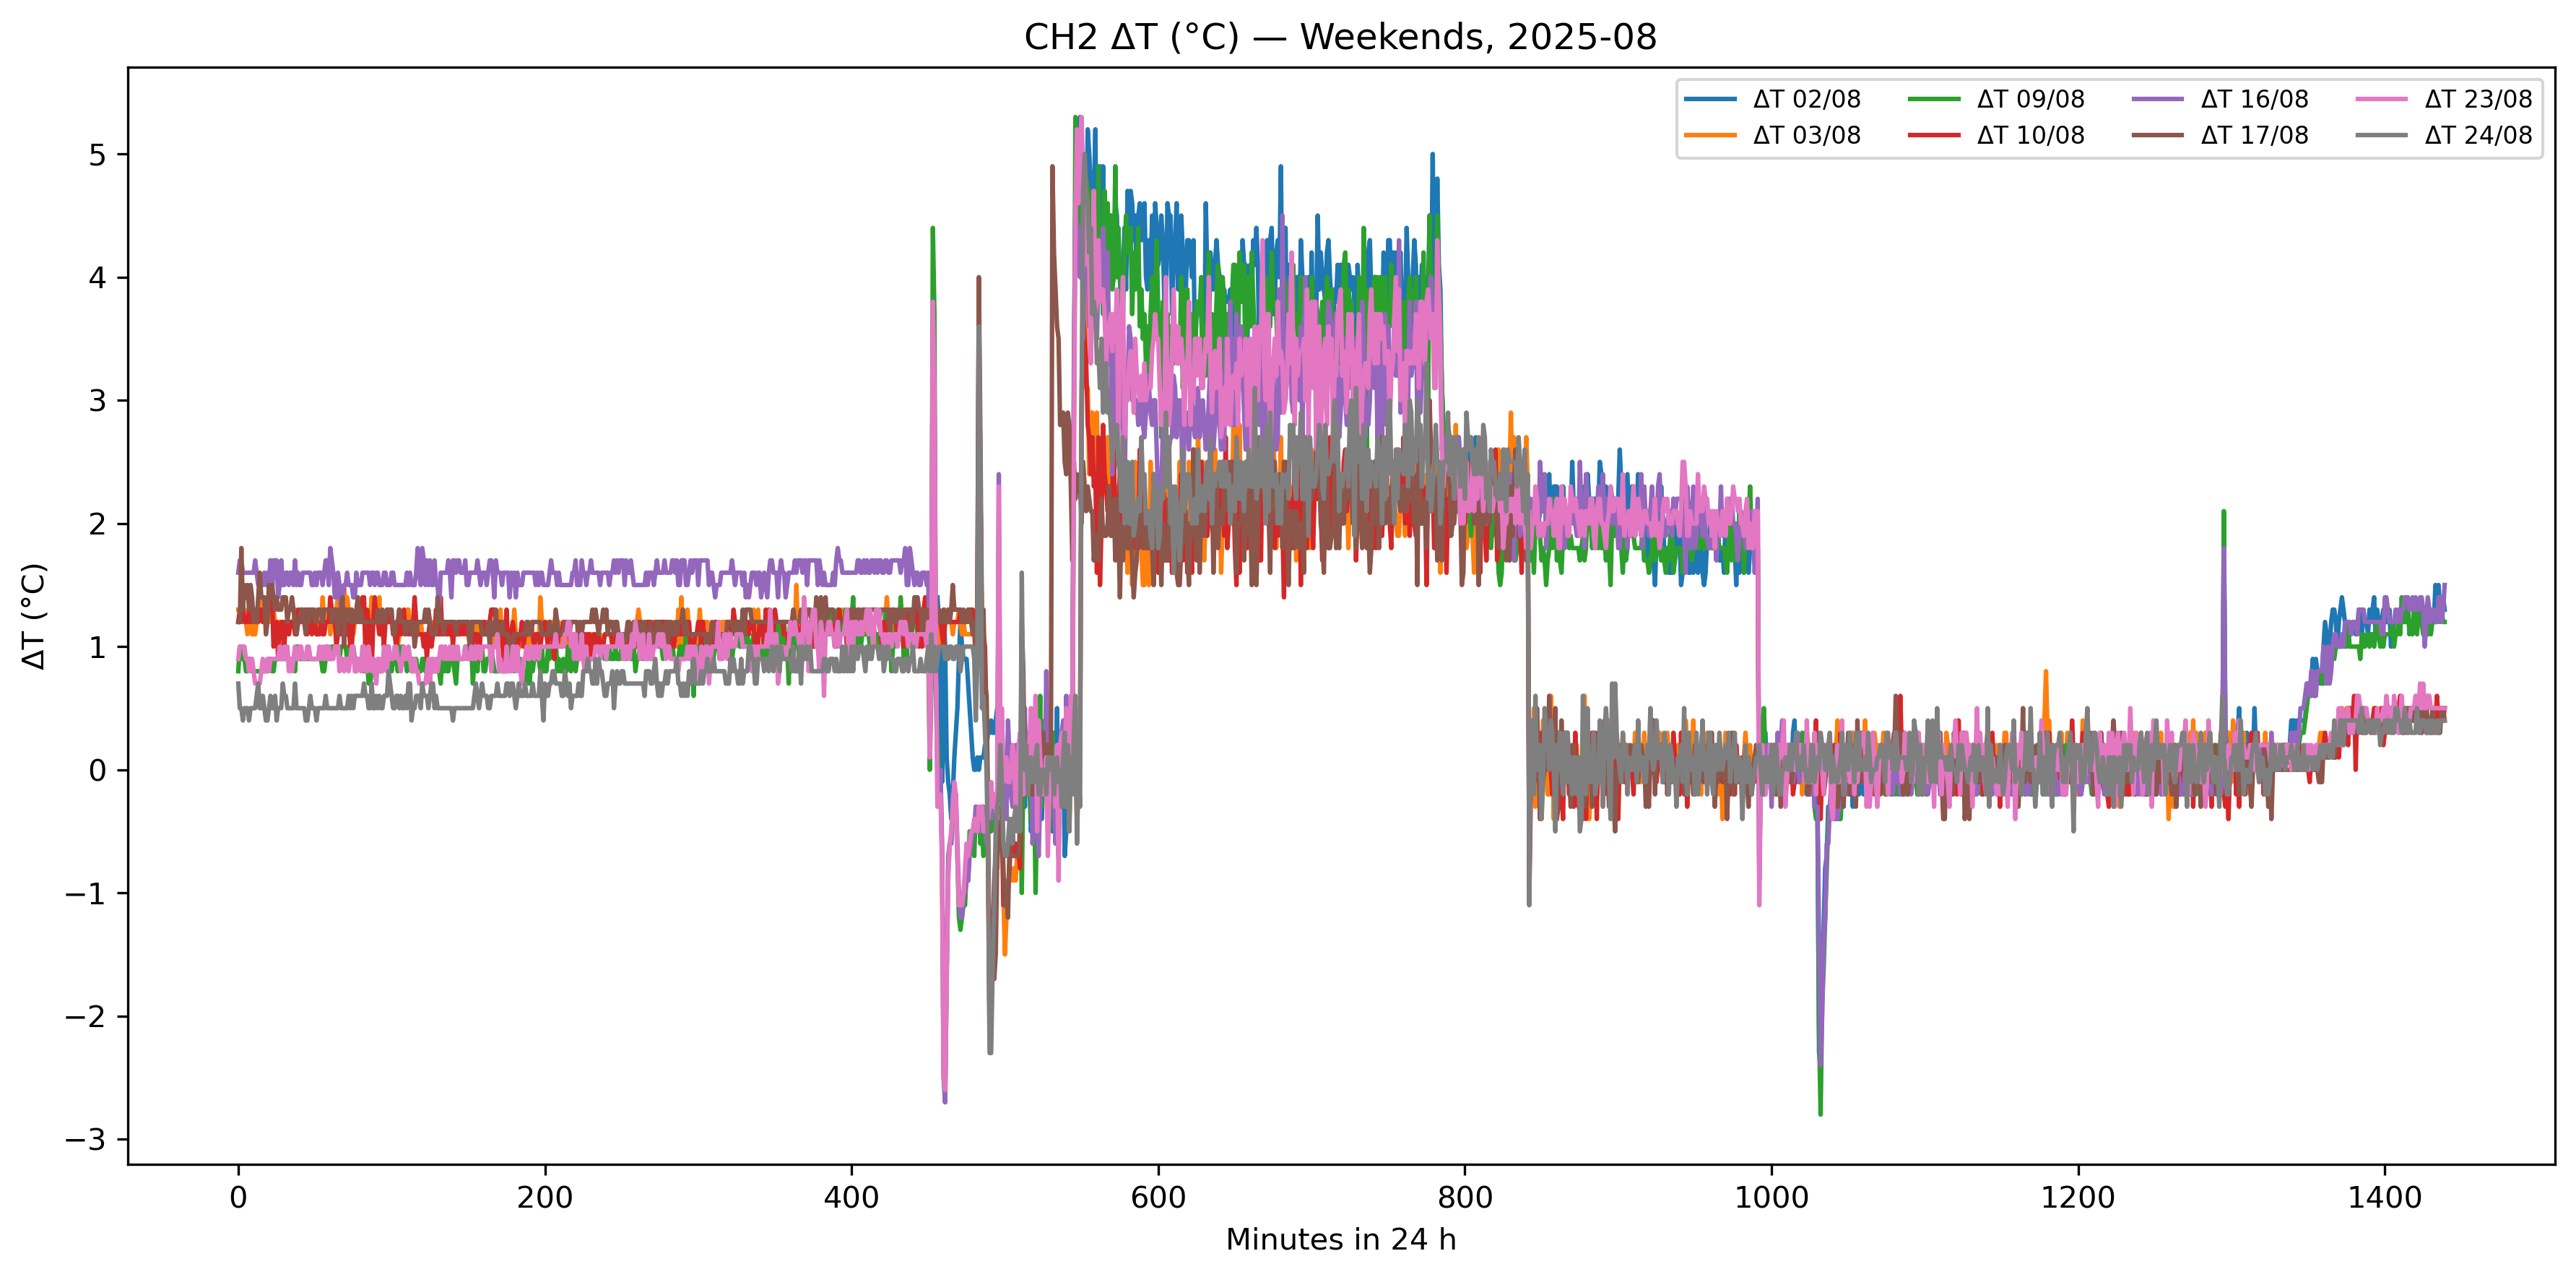 CH2 ΔT (°C) — Weekends, 2025-08
ΔT 02/08
ΔT 03/08
ΔT 09/08
ΔT 10/08
ΔT 16/08
ΔT 17/08
ΔT 23/08
ΔT 24/08
ΔT (°C)
5
4
3
2
1
0
−1
−2
−3
0 200 400 600 800 1000 1200 1400
Minutes in 24 h